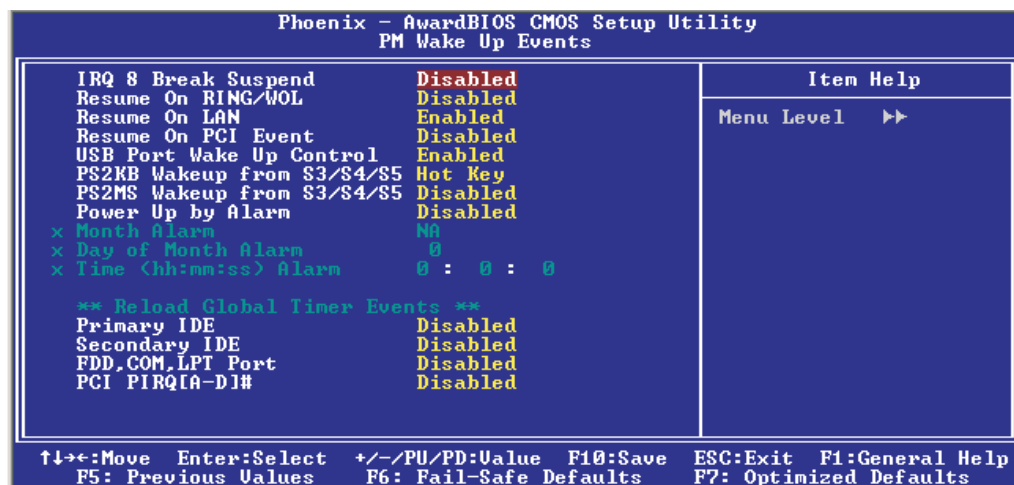 Phoenix - AwardBIOS CMOS Setup Utility
PM Wake Up Events
IRQ 8 Break Suspend Disabled
Resume On RING/WOL Disabled
Resume On LAN Enabled
Resume On PCI Event Disabled
USB Port Wake Up Control Enabled
PS2KB Wakeup from S3/S4/S5 Hot Key
PS2MS Wakeup from S3/S4/S5 Disabled
Power Up by Alarm Disabled
x Month Alarm NA
x Day of Month Alarm 0
x Time (hh:mm:ss) Alarm 0 : 0 : 0
** Reload Global Timer Events **
Primary IDE Disabled
Secondary IDE Disabled
FDD,COM,LPT Port Disabled
PCI PIRQ[A-D]# Disabled
Item Help
Menu Level ▶▶
↑↓→←:Move Enter:Select +/-/PU/PD:Value F10:Save ESC:Exit F1:General Help
F5: Previous Values F6: Fail-Safe Defaults F7: Optimized Defaults